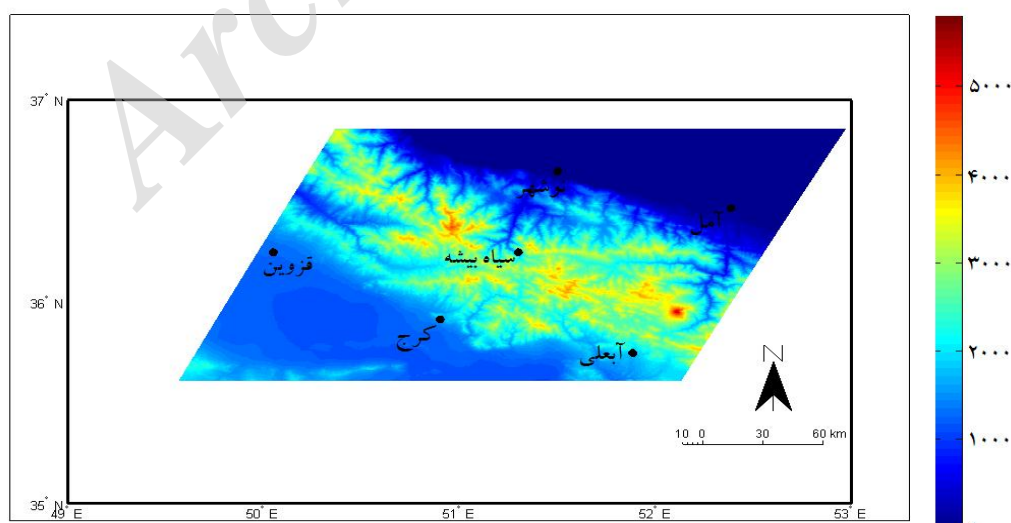 Arc
37° N
۵۰۰۰
نوشهر
۴۰۰۰
آمل
سیاه بیشه
قزوین
۳۰۰۰
36° N
کرج
آبعلی
N
۲۰۰۰
10 0 30 60 km
۱۰۰۰
35° N
49° E
50° E
51° E
52° E
53° E